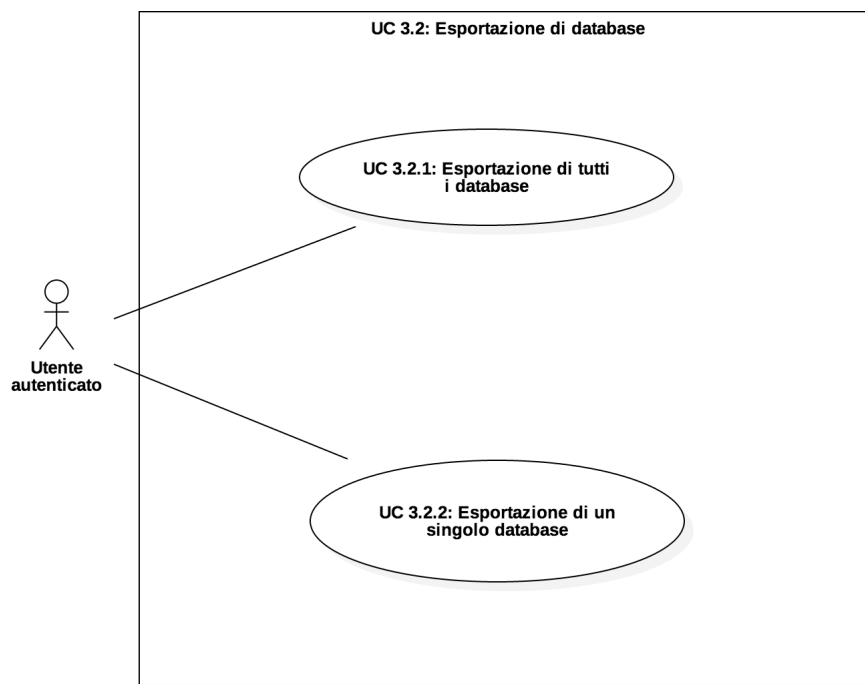 UC 3.2: Esportazione di database
UC 3.2.1: Esportazione di tutti
i database
Utente
autenticato
UC 3.2.2: Esportazione di un
singolo database